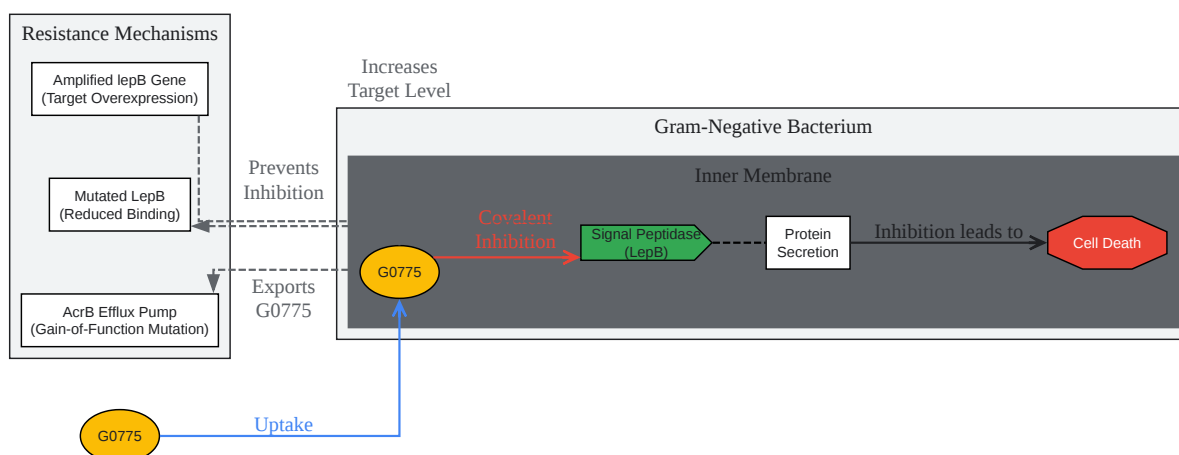 Resistance Mechanisms
Amplified lepB Gene
(Target Overexpression)
Increases
Target Level
Gram-Negative Bacterium
Prevents
Inhibition
Inner Membrane
Mutated LepB
(Reduced Binding)
Covalent
Inhibition
Signal Peptidase
(LepB)
Protein
Secretion
Inhibition leads to
Cell Death
G0775
Exports
G0775
AcrB Efflux Pump
(Gain-of-Function Mutation)
G0775
Uptake